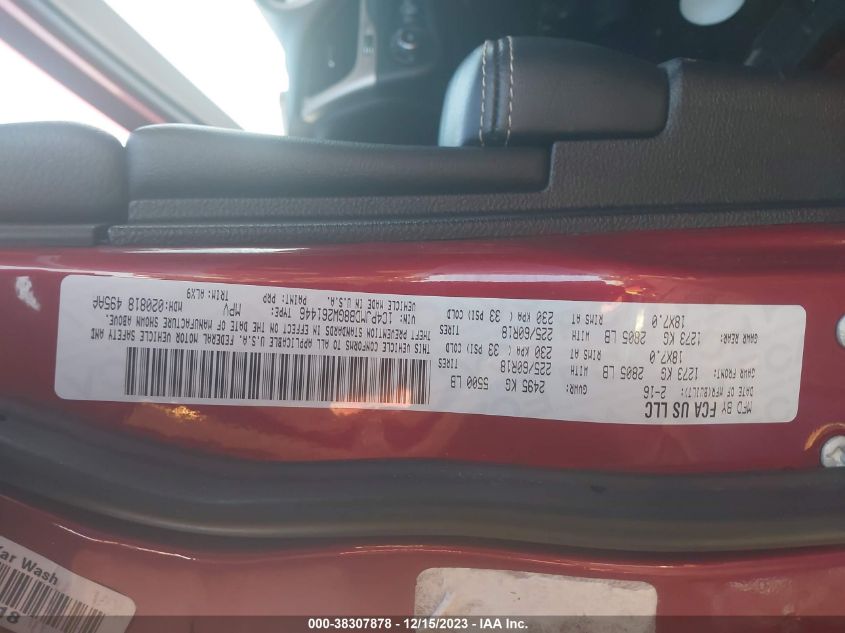 MFD BY FCA US LLC
DATE OF MFR(BUILT): 2-16 GVWR: 2495 KG 5500 LB
GAWR FRONT: 1273 KG 2805 LB WITH 225/60R18 TIRES
RIMS AT 18X7.0 230 KPA ( 33 PSI) COLD
GAWR REAR: 1273 KG 2805 LB WITH 225/60R18 TIRES
RIMS AT 18X7.0 230 KPA ( 33 PSI) COLD
THIS VEHICLE CONFORMS TO ALL APPLICABLE U.S.A. FEDERAL MOTOR VEHICLE SAFETY AND
THEFT PREVENTION STANDARDS IN EFFECT ON THE DATE OF MANUFACTURE SHOWN ABOVE.
VIN: 1C4PJMDB8GW261446 TYPE: MPV MDH:020818 495AP
VEHICLE MADE IN U.S.A. PAINT: PRP TRIM:ALX9
Kar Wash
18
000-38307878 - 12/15/2023 - IAA Inc.